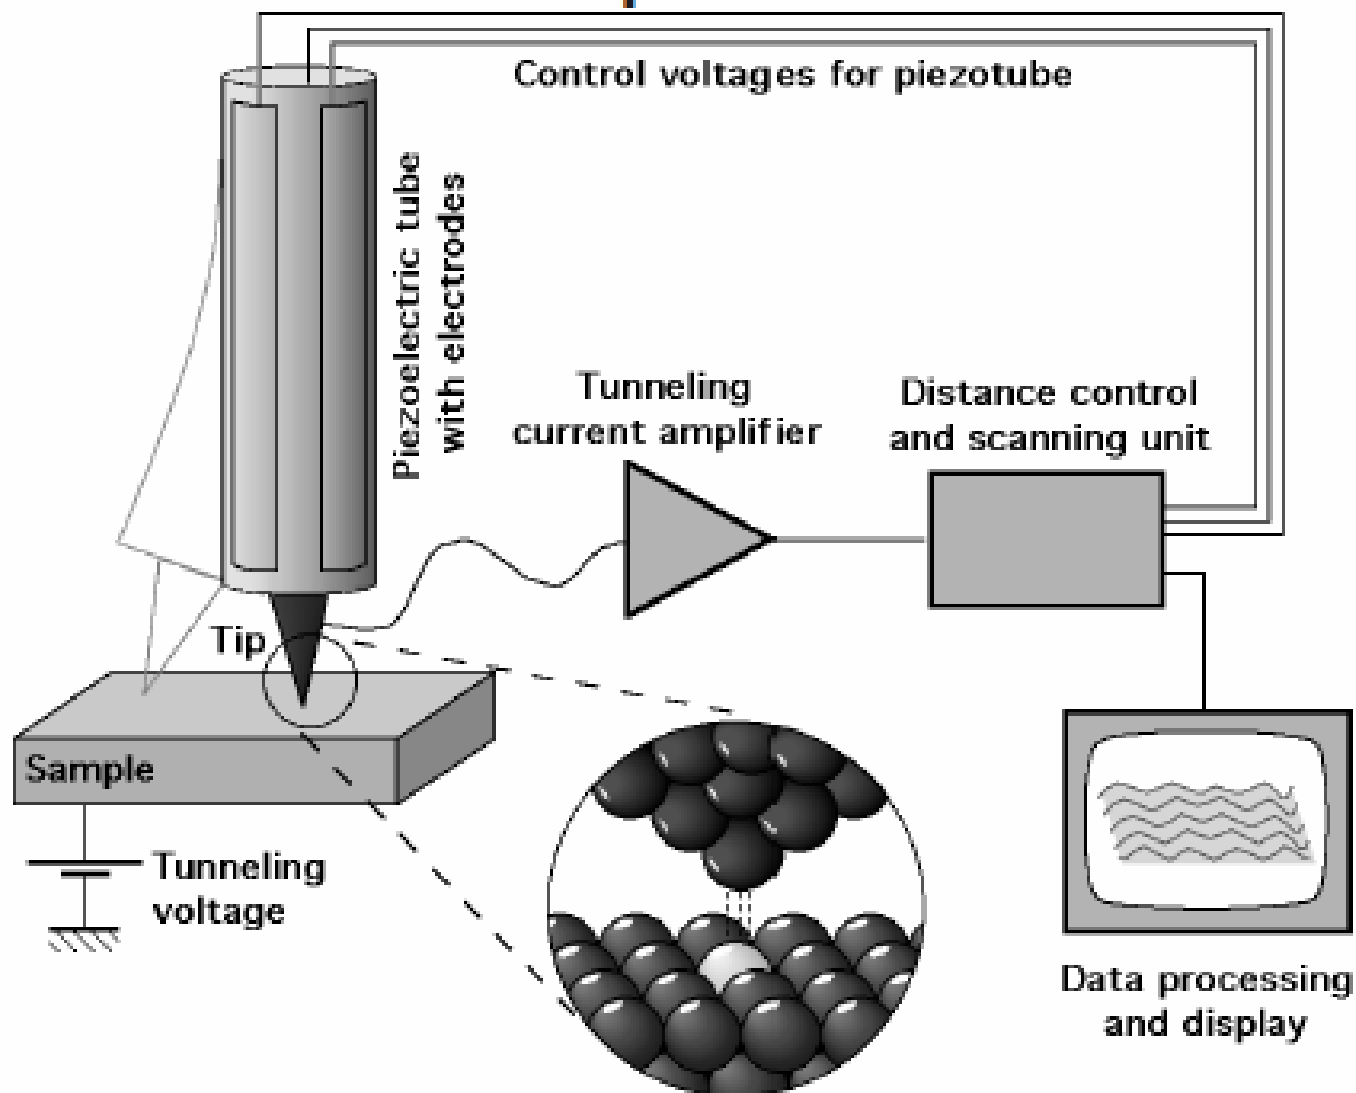 Control voltages for piezotube
Piezoelectric tube
with electrodes
Tunneling
current amplifier
Distance control
and scanning unit
Tip
Sample
Tunneling
voltage
Data processing
and display